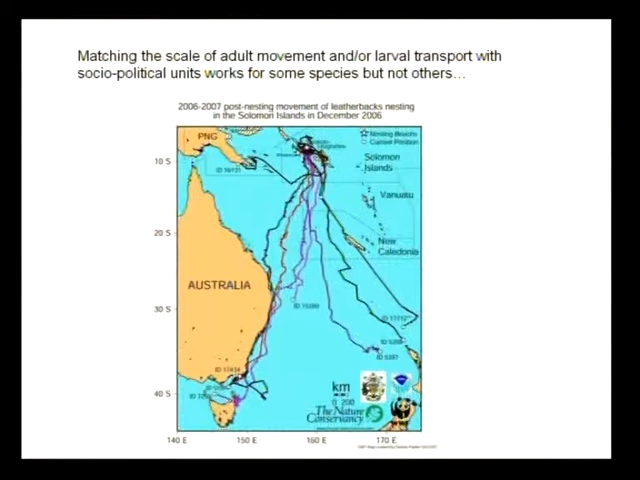 Matching the scale of adult movement and/or larval transport with
socio-political units works for some species but not others…
2006-2007 post-nesting movement of leatherbacks nesting
in the Solomon Islands in December 2006
PNG
Nesting Beach
Current Position
10 S
Solomon
Islands
Vanuatu
20 S
New
Caledonia
AUSTRALIA
30 S
40 S
km
0 200
The Nature
Conservancy
140 E
150 E
160 E
170 E